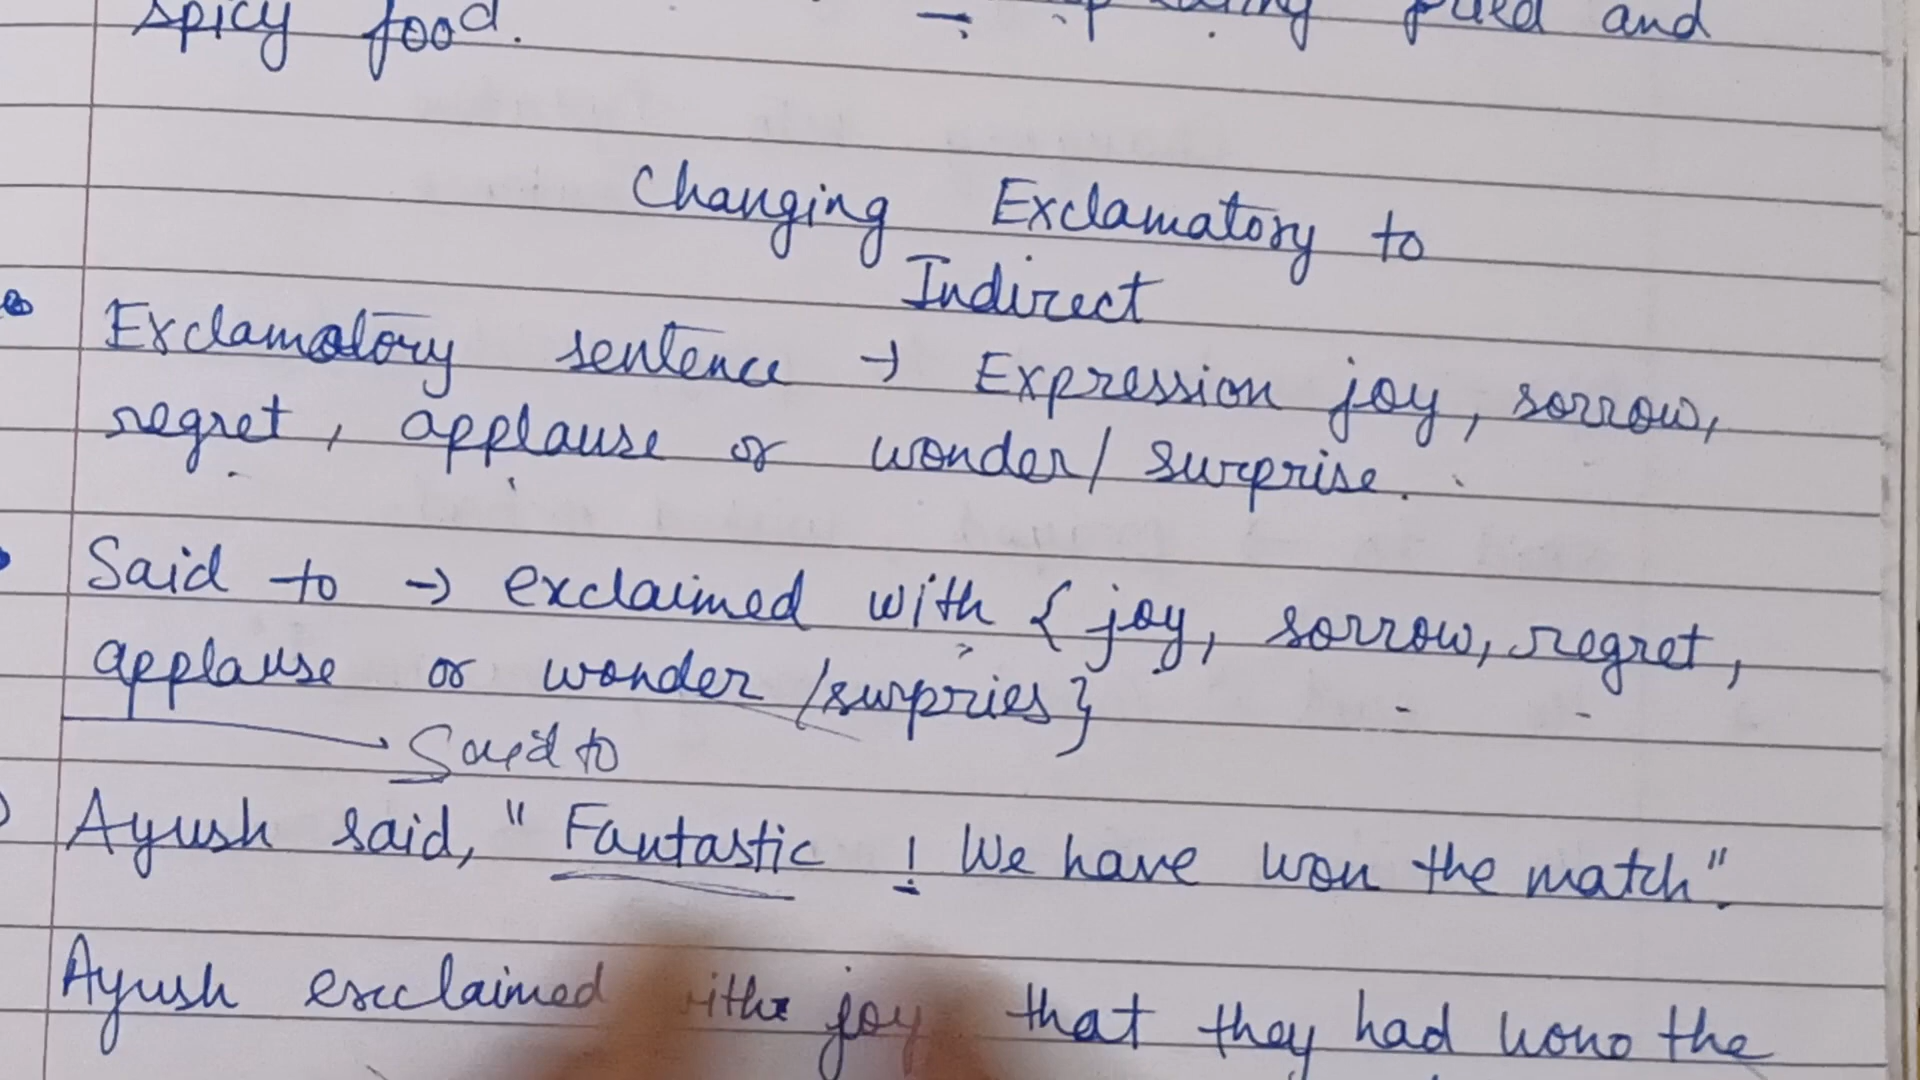 spicy food. fried and
Changing Exclamatory to
Indirect
Exclamatory sentence → Expression joy, sorrow,
regret, applause or wonder/ surprise.
Said to → exclaimed with { joy, sorrow, regret,
applause or wonder /surpries}
Said to
Ayush said, " Fantastic ! We have won the match".
Ayush exclaimed joy that they had wono the